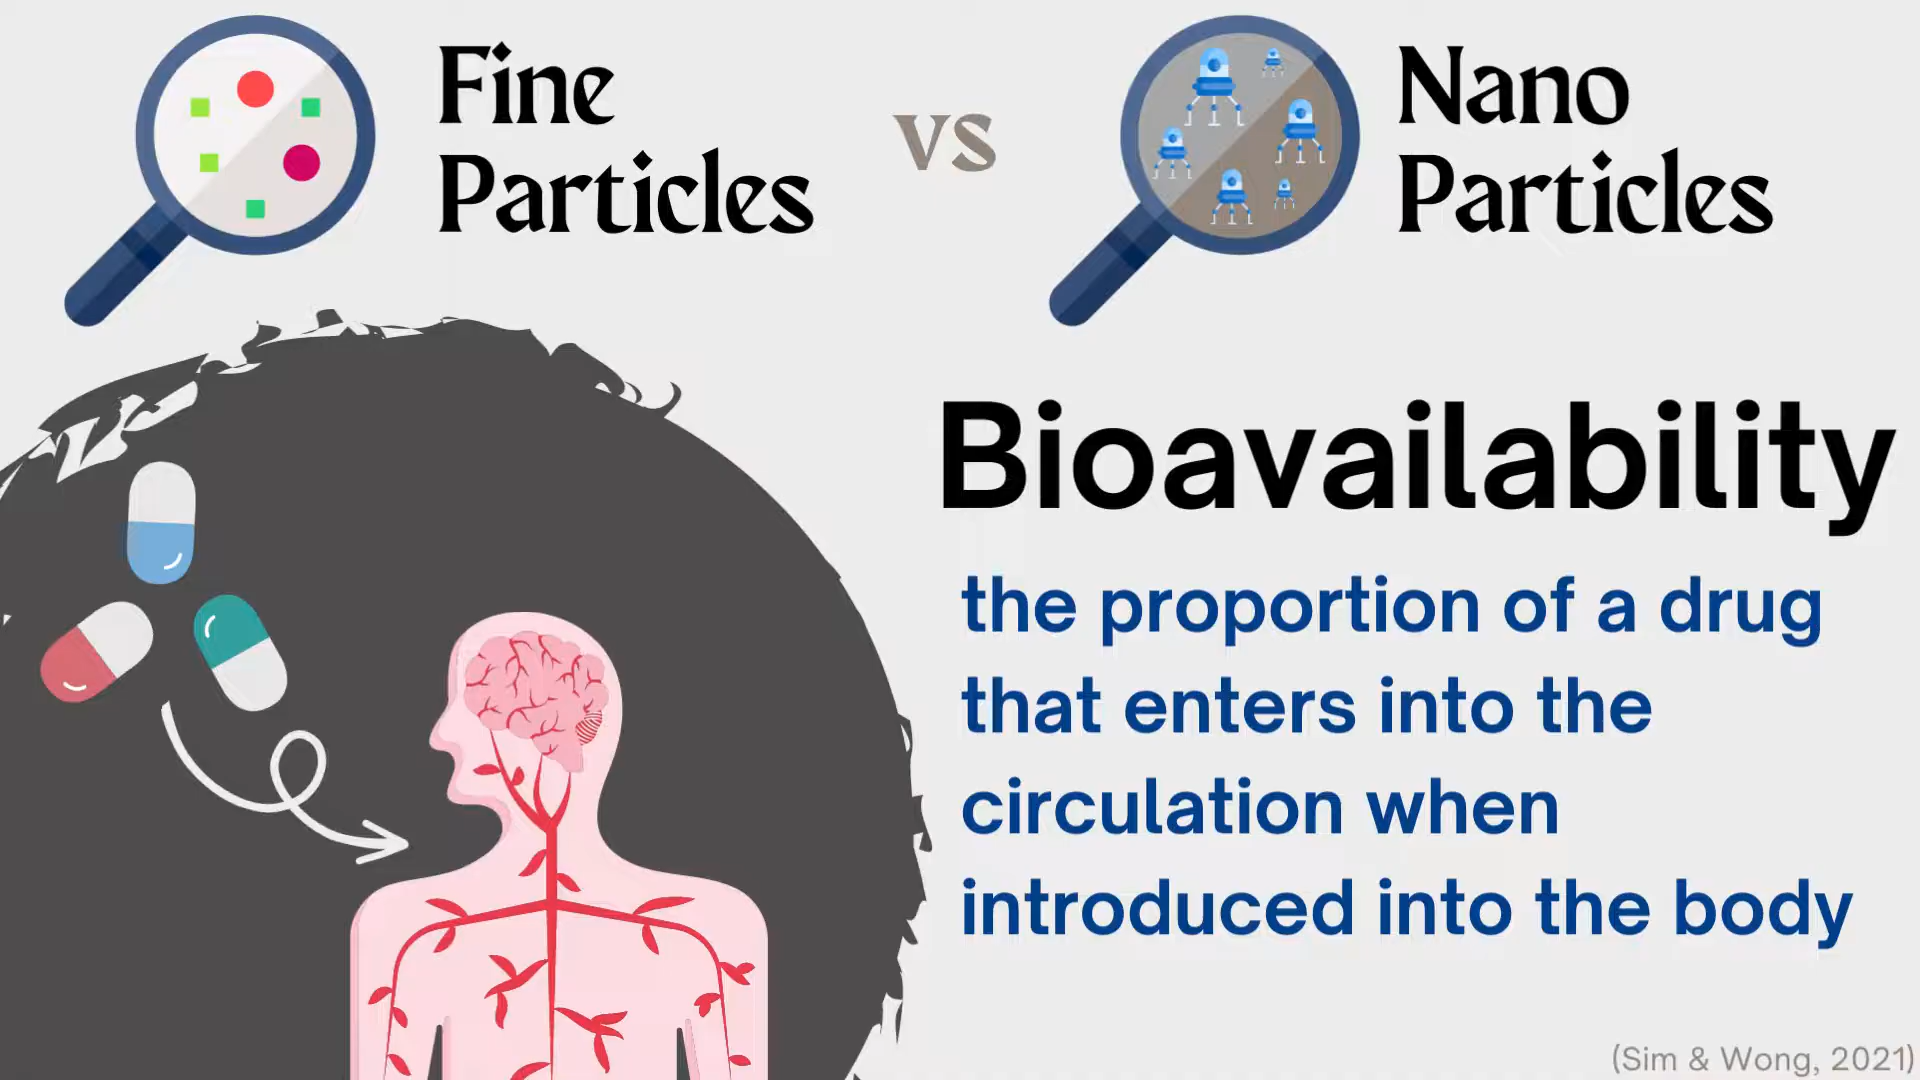 Fine
Particles
VS
Nano
Particles
Bioavailability
the proportion of a drug
that enters into the
circulation when
introduced into the body
(Sim & Wong, 2021)